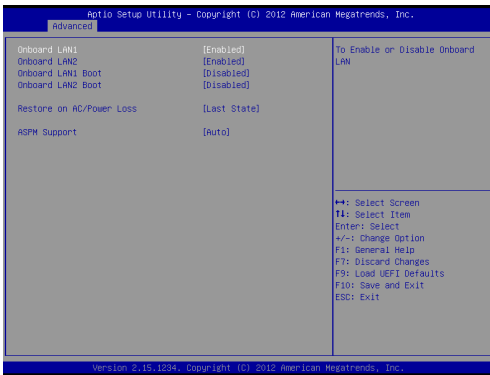 Aptio Setup Utility – Copyright (C) 2012 American Megatrends, Inc.
Advanced
Onboard LAN1 [Enabled]
Onboard LAN2 [Enabled]
Onboard LAN1 Boot [Disabled]
Onboard LAN2 Boot [Disabled]
Restore on AC/Power Loss [Last State]
ASPM Support [Auto]
To Enable or Disable Onboard
LAN
↔: Select Screen
↑↓: Select Item
Enter: Select
+/-: Change Option
F1: General Help
F7: Discard Changes
F9: Load UEFI Defaults
F10: Save and Exit
ESC: Exit
Version 2.15.1234. Copyright (C) 2012 American Megatrends, Inc.